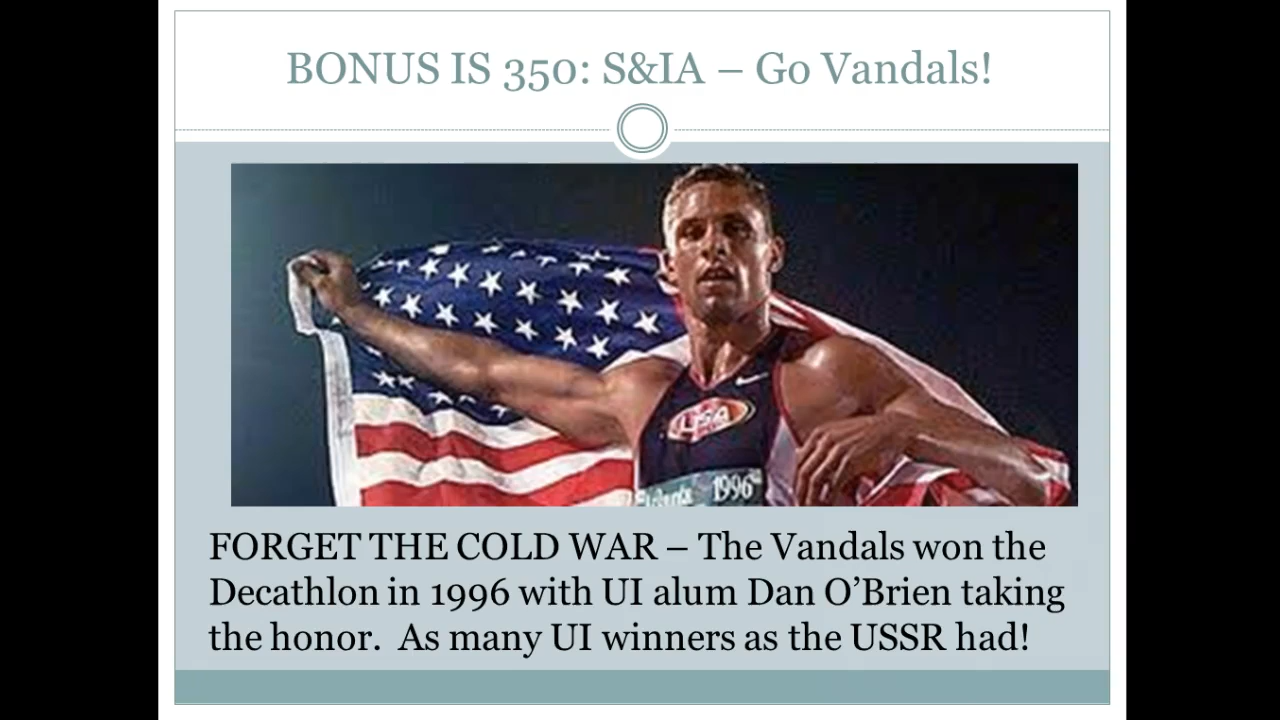 BONUS IS 350: S&IA – Go Vandals!
USA
1996
FORGET THE COLD WAR – The Vandals won the
Decathlon in 1996 with UI alum Dan O’Brien taking
the honor.  As many UI winners as the USSR had!